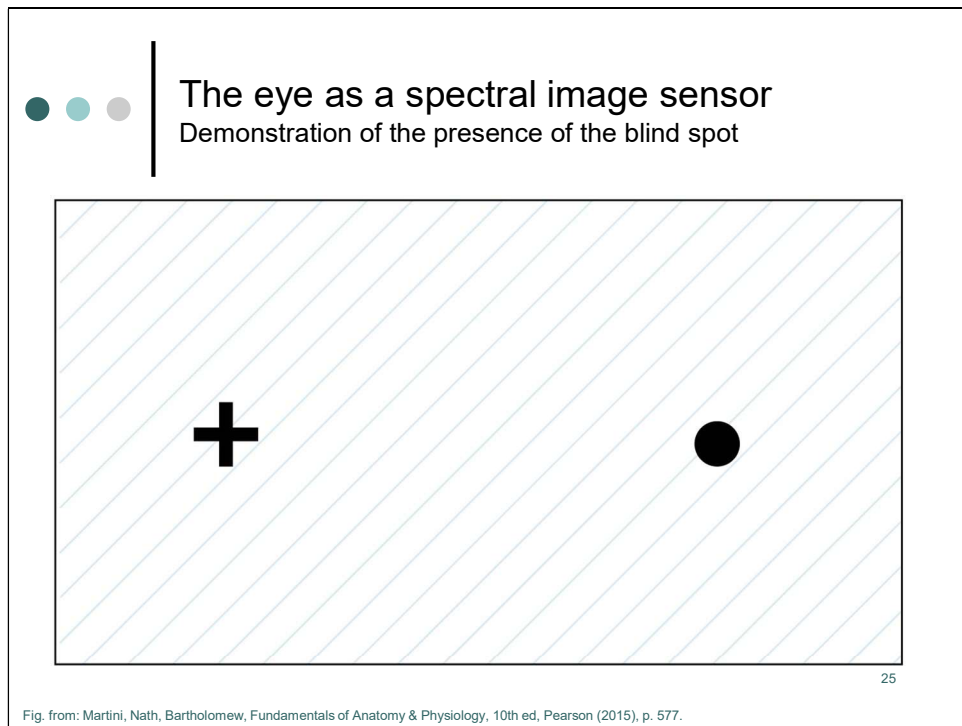 The eye as a spectral image sensor
Demonstration of the presence of the blind spot
25
Fig. from: Martini, Nath, Bartholomew, Fundamentals of Anatomy & Physiology, 10th ed, Pearson (2015), p. 577.